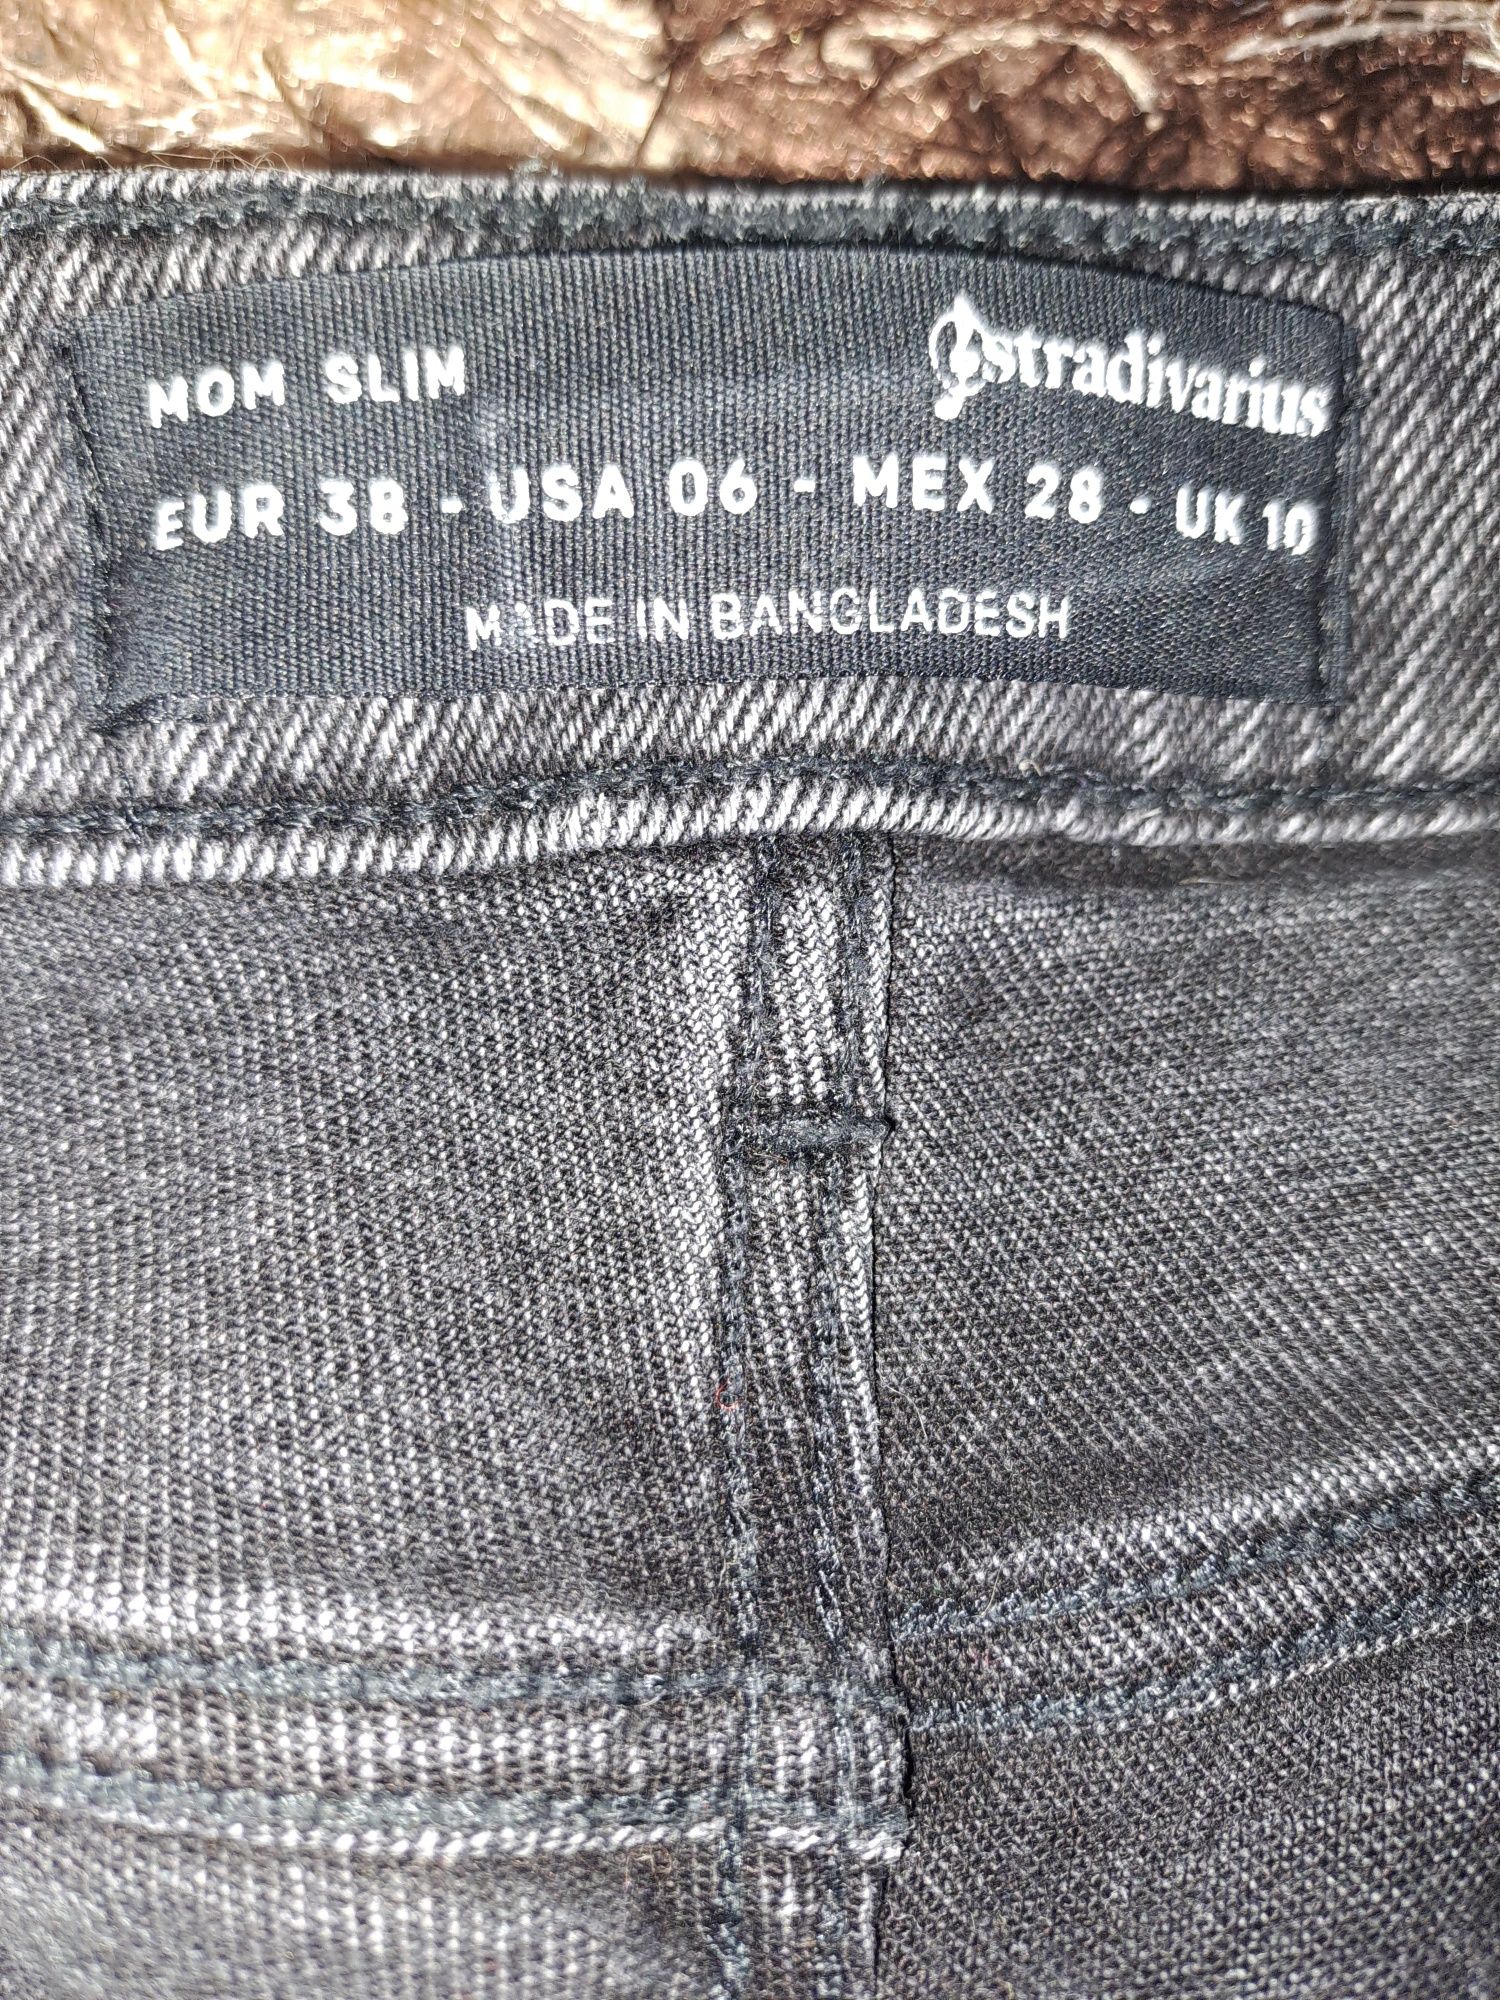 MOM SLIM
stradivarius
EUR 38 - USA 06 - MEX 28 - UK 10
MADE IN BANGLADESH